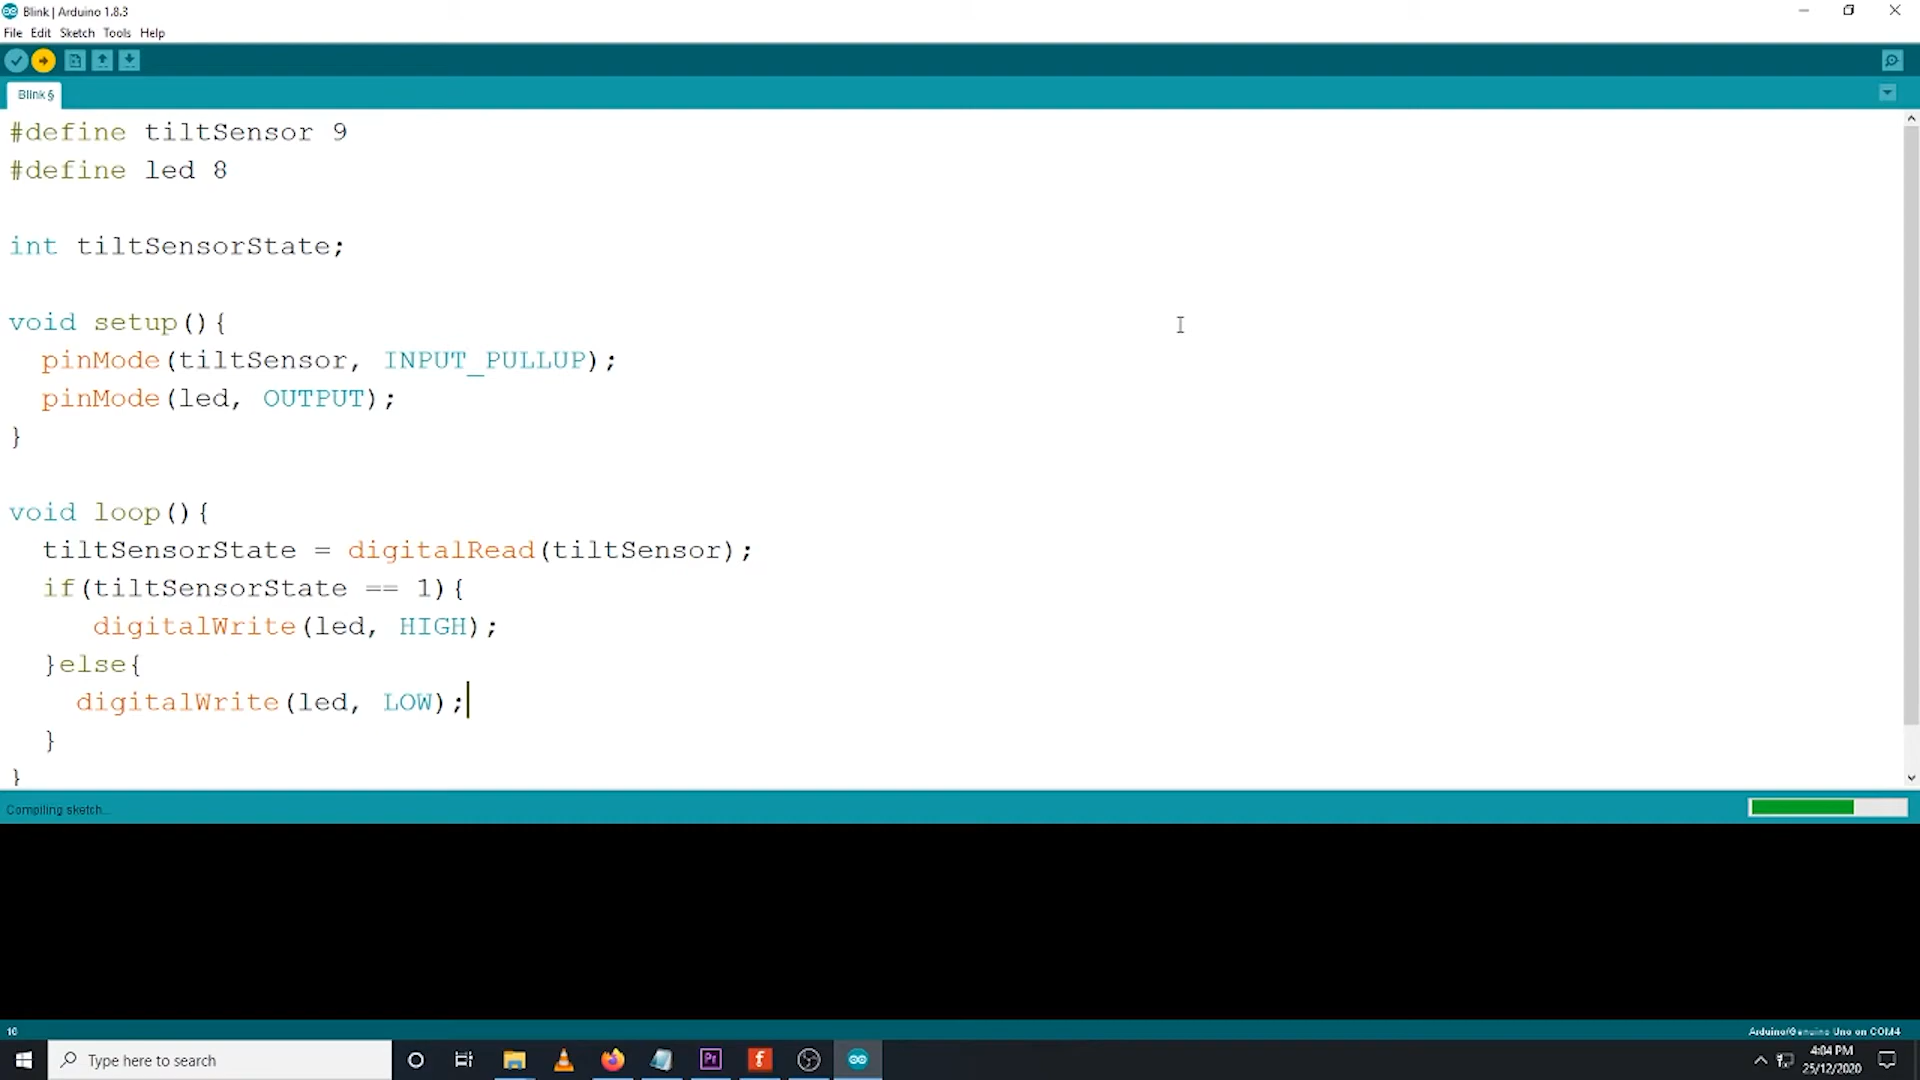 Blink | Arduino 1.8.3
File Edit Sketch Tools Help
Blink §
#define tiltSensor 9
#define led 8
int tiltSensorState;
void setup(){
pinMode(tiltSensor, INPUT_PULLUP);
pinMode(led, OUTPUT);
}
void loop(){
tiltSensorState = digitalRead(tiltSensor);
if(tiltSensorState == 1){
digitalWrite(led, HIGH);
}else{
digitalWrite(led, LOW);
}
}
Compiling sketch...
16
Arduino/Genuino Uno on COM4
Type here to search
Pr
f
4:04 PM
25/12/2020